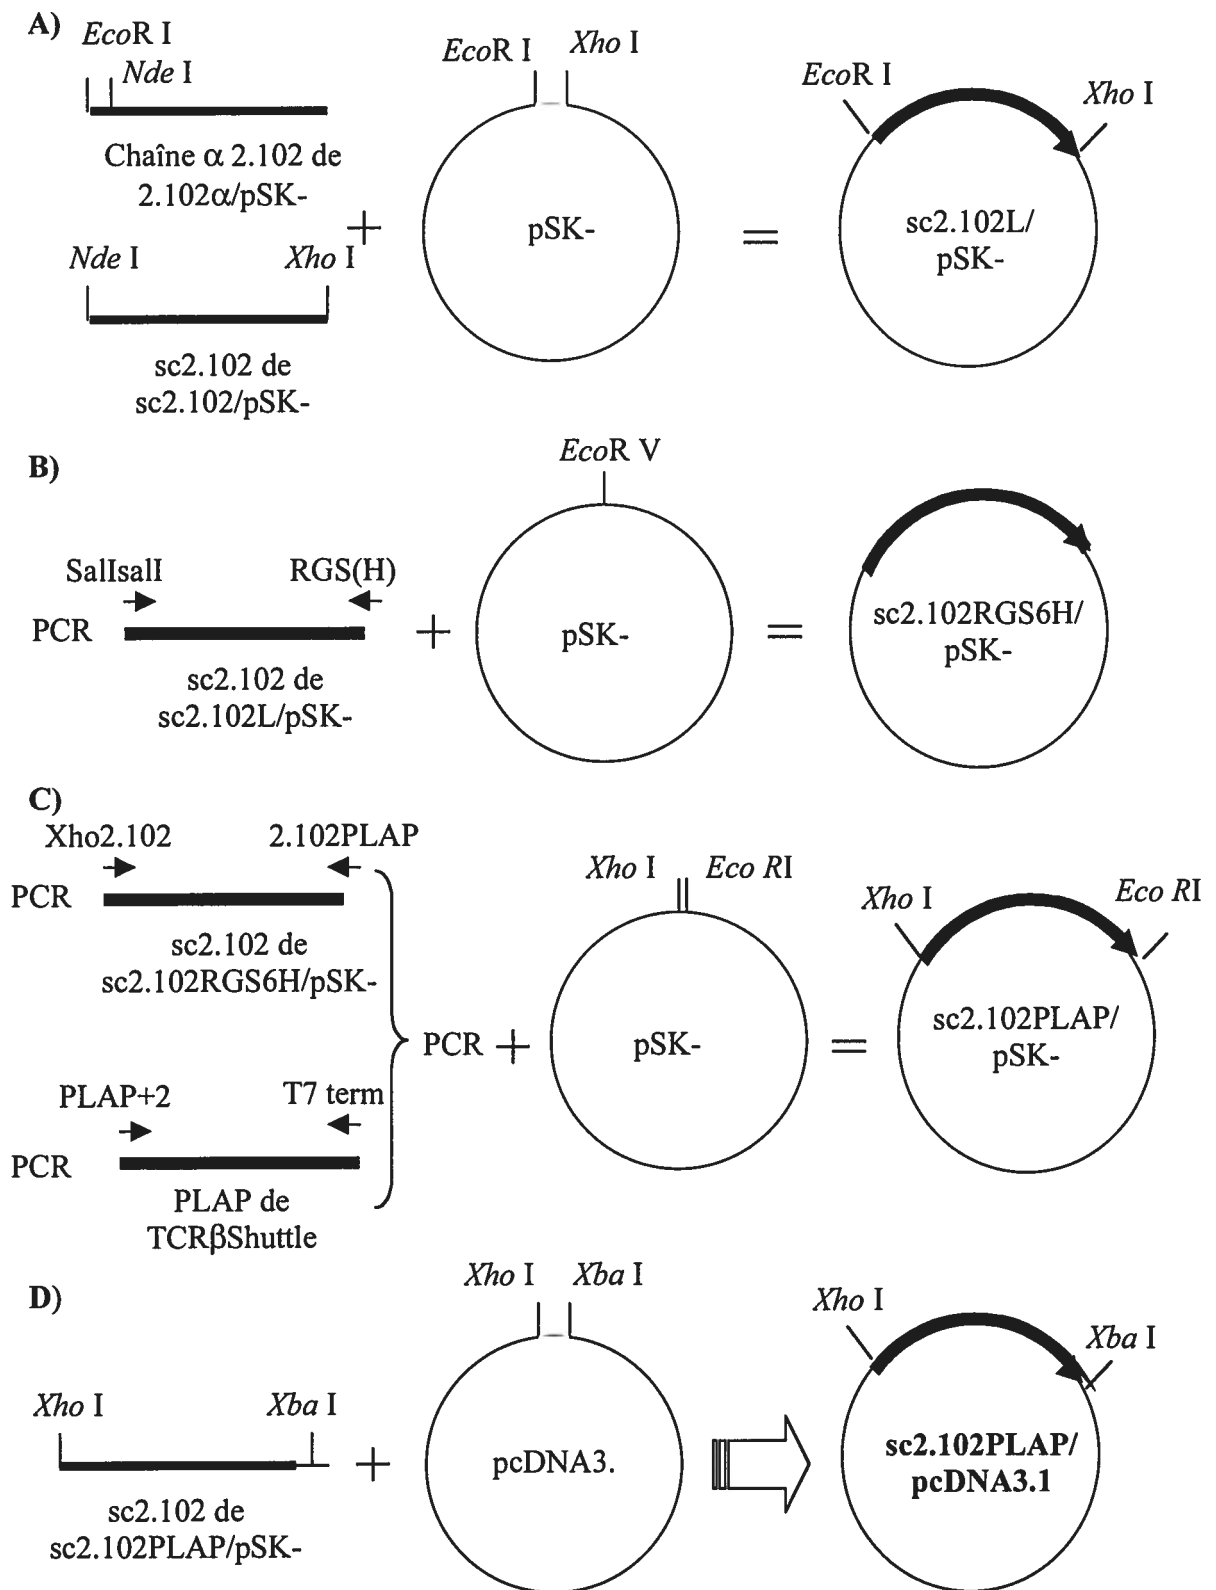 A)
EcoR I
Nde I
Chaîne α 2.102 de
2.102α/pSK-
+
Nde I
Xho I
sc2.102 de
sc2.102/pSK-
EcoR I
Xho I
pSK-
=
EcoR I
Xho I
sc2.102L/
pSK-
B)
SalIsalI
RGS(H)
PCR
sc2.102 de
sc2.102L/pSK-
+
EcoR V
pSK-
=
sc2.102RGS6H/
pSK-
C)
Xho2.102
2.102PLAP
PCR
sc2.102 de
sc2.102RGS6H/pSK-
PLAP+2
T7 term
PCR
PLAP de
TCRβShuttle
PCR
+
Xho I
Eco RI
pSK-
=
Xho I
Eco RI
sc2.102PLAP/
pSK-
D)
Xho I
Xba I
sc2.102 de
sc2.102PLAP/pSK-
+
Xho I
Xba I
pcDNA3.
Xho I
Xba I
sc2.102PLAP/
pcDNA3.1